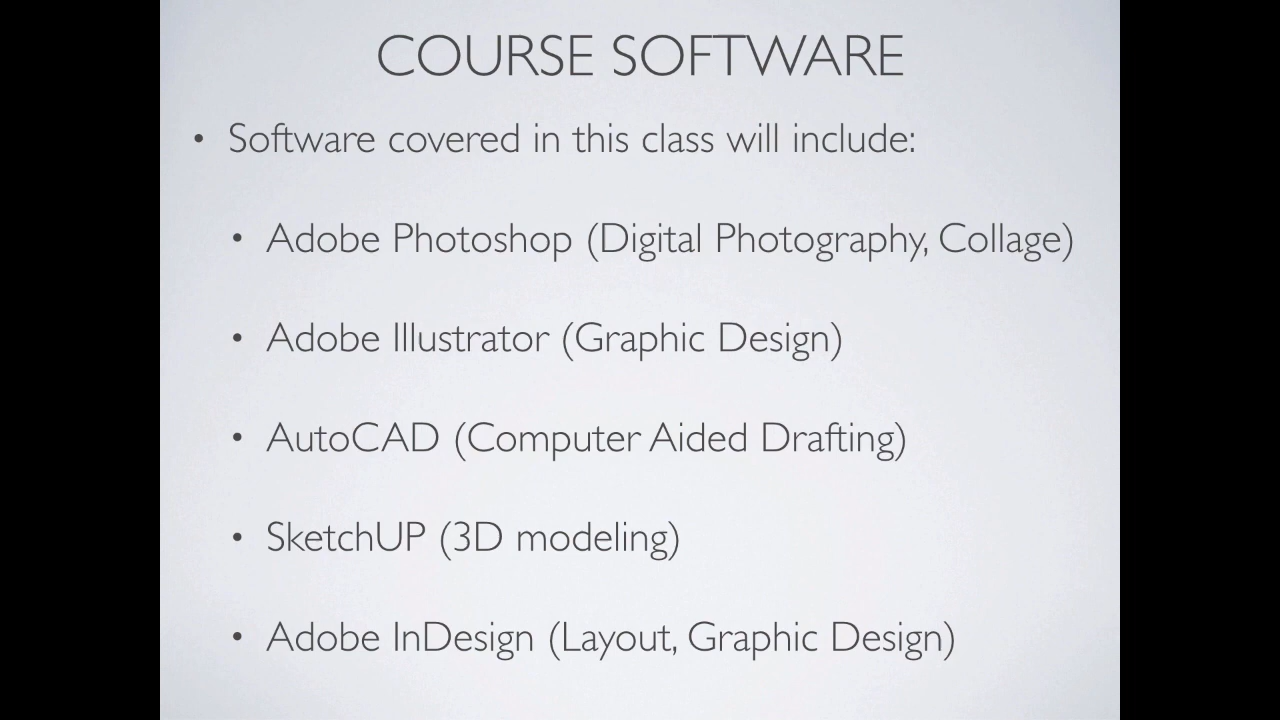 COURSE SOFTWARE
• Software covered in this class will include:
• Adobe Photoshop (Digital Photography, Collage)
• Adobe Illustrator (Graphic Design)
• AutoCAD (Computer Aided Drafting)
• SketchUP (3D modeling)
• Adobe InDesign (Layout, Graphic Design)